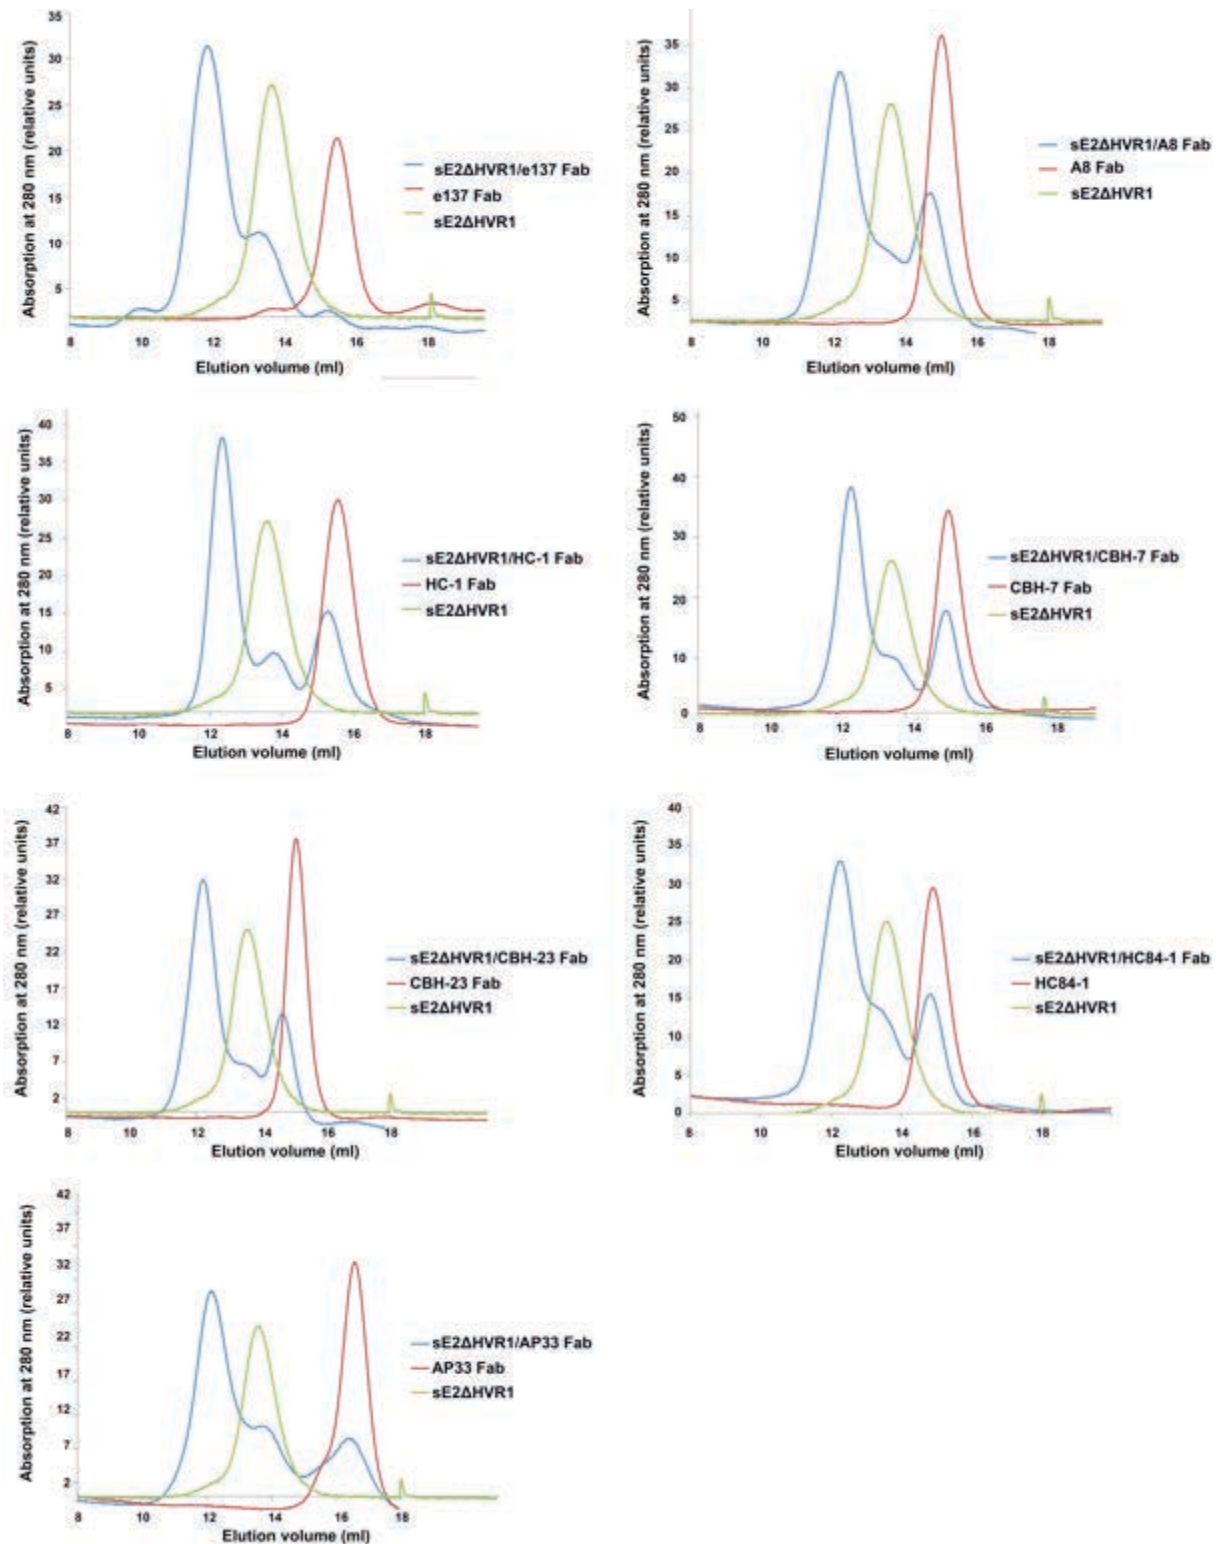 Absorption at 280 nm (relative units)
35
30
25
20
15
10
5
8 10 12 14 16 18
Elution volume (ml)
sE2ΔHVR1/e137 Fab
e137 Fab
sE2ΔHVR1
Absorption at 280 nm (relative units)
35
30
25
20
15
10
5
8 10 12 14 16 18
Elution volume (ml)
sE2ΔHVR1/A8 Fab
A8 Fab
sE2ΔHVR1
Absorption at 280 nm (relative units)
40
35
30
25
20
15
10
5
8 10 12 14 16 18
Elution volume (ml)
sE2ΔHVR1/HC-1 Fab
HC-1 Fab
sE2ΔHVR1
Absorption at 280 nm (relative units)
50
40
30
20
10
0
8 10 12 14 16 18
Elution volume (ml)
sE2ΔHVR1/CBH-7 Fab
CBH-7 Fab
sE2ΔHVR1
Absorption at 280 nm (relative units)
42
37
32
27
22
17
12
7
2
8 10 12 14 16 18
Elution volume (ml)
sE2ΔHVR1/CBH-23 Fab
CBH-23 Fab
sE2ΔHVR1
Absorption at 280 nm (relative units)
40
35
30
25
20
15
10
5
0
8 10 12 14 16 18
Elution volume (ml)
sE2ΔHVR1/HC84-1 Fab
HC84-1
sE2ΔHVR1
Absorption at 280 nm (relative units)
42
37
32
27
22
17
12
7
2
8 10 12 14 16 18
Elution volume (ml)
sE2ΔHVR1/AP33 Fab
AP33 Fab
sE2ΔHVR1